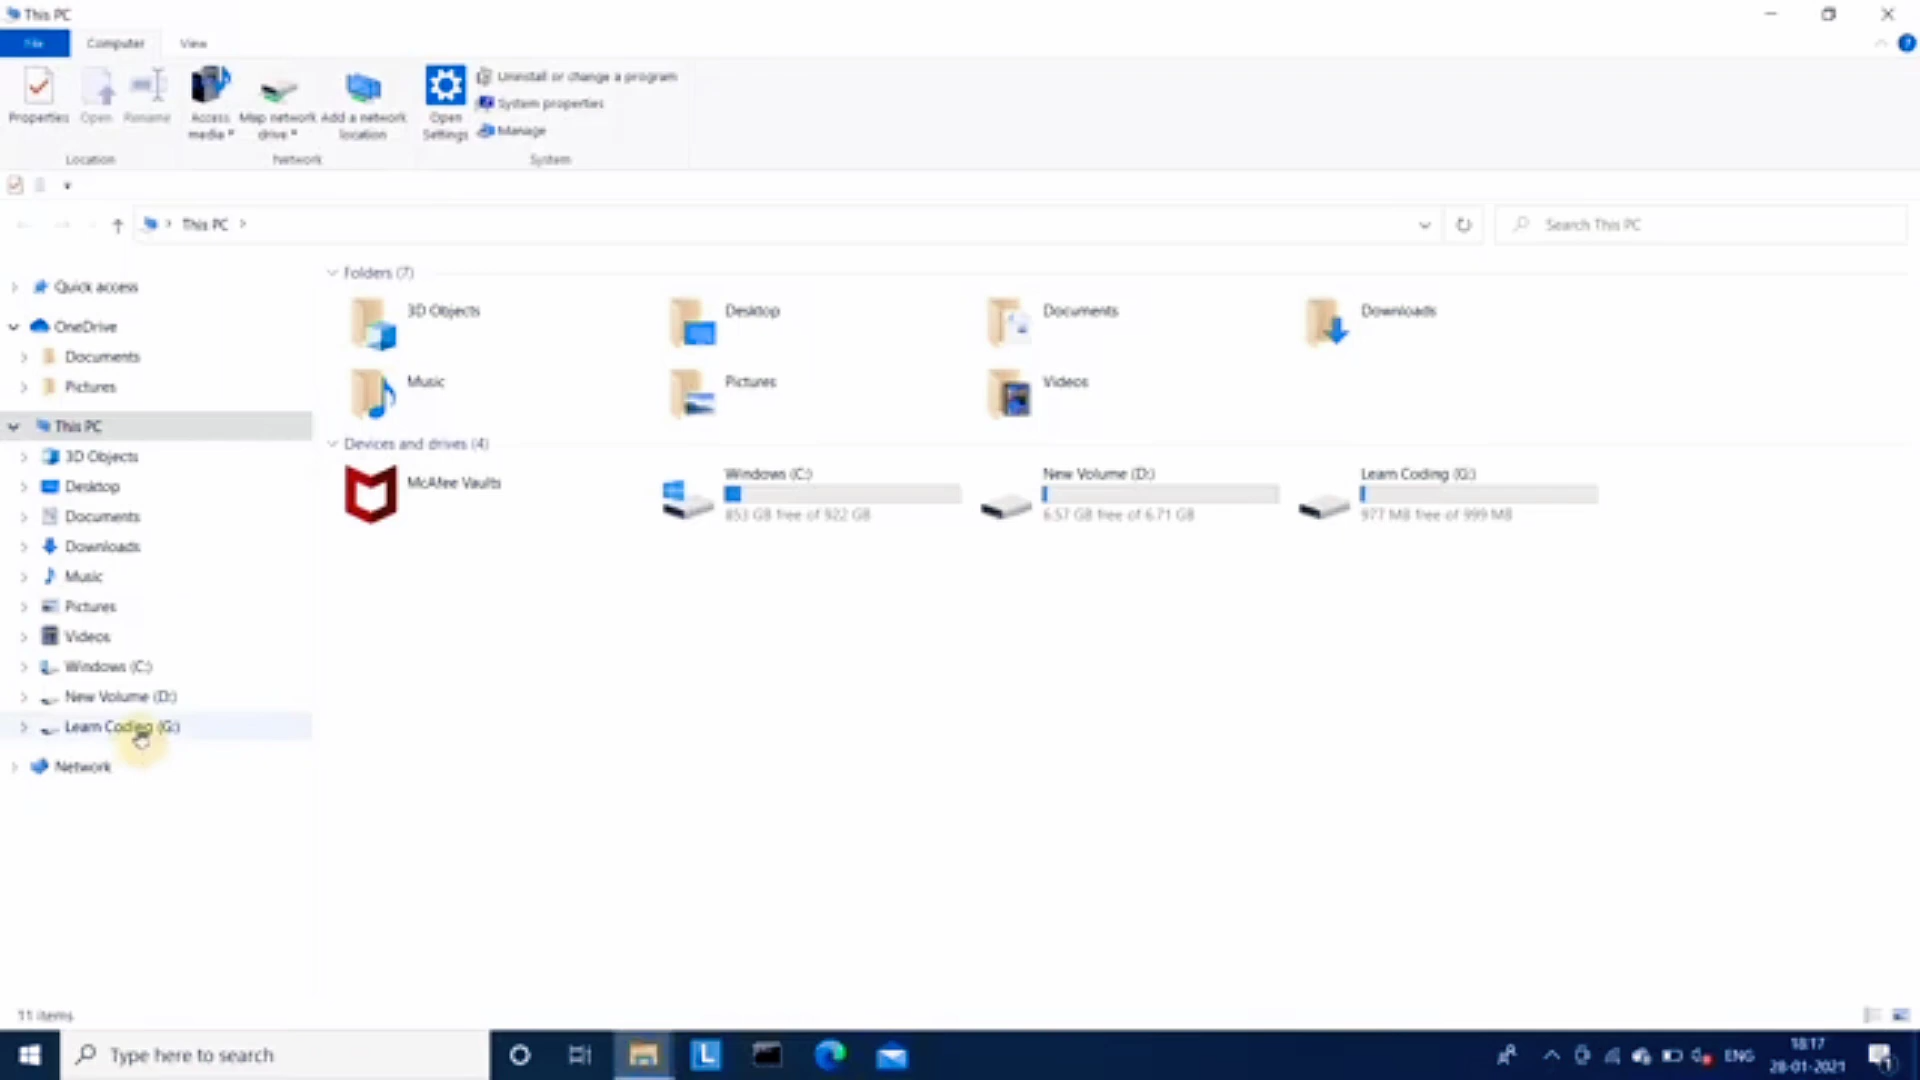 This PC
File Computer View
Uninstall or change a program
System properties
Manage
Properties Open Rename Access media Map network drive Add a network location Open Settings
Location Network System
This PC
Search This PC
Quick access
OneDrive
Documents
Pictures
This PC
3D Objects
Desktop
Documents
Downloads
Music
Pictures
Videos
Windows (C:)
New Volume (D:)
Learn Coding (G:)
Network
Folders (7)
3D Objects Desktop Documents Downloads
Music Pictures Videos
Devices and drives (4)
McAfee Vaults
Windows (C:)
853 GB free of 922 GB
New Volume (D:)
6.57 GB free of 6.71 GB
Learn Coding (G:)
977 MB free of 999 MB
11 items
Type here to search
ENG
18:17
28-01-2021